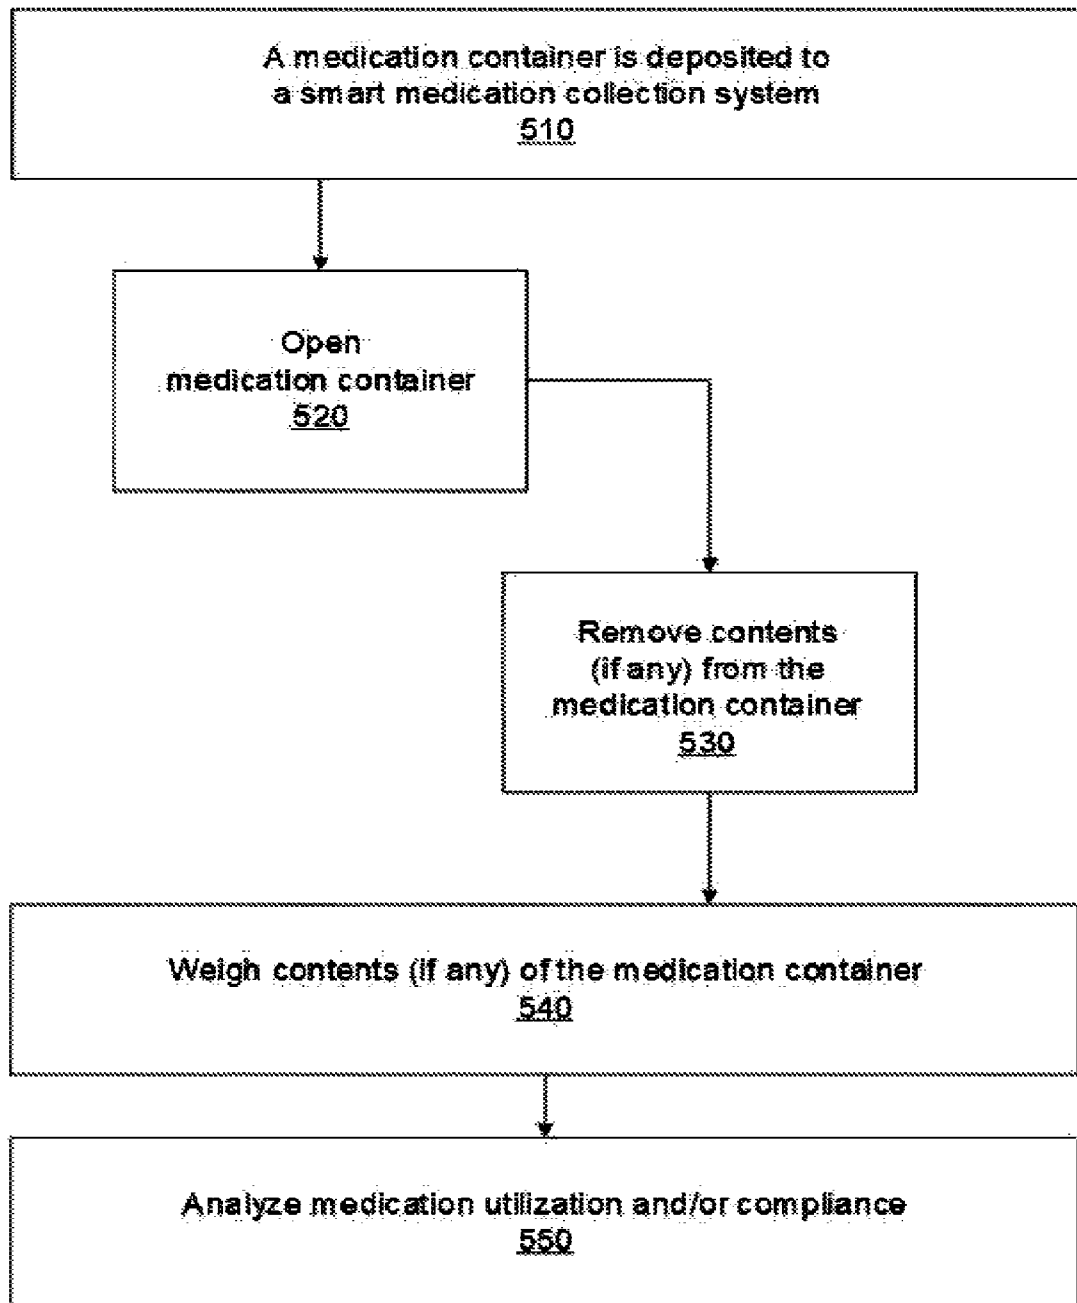 A medication container is deposited to
a smart medication collection system
510
Open
medication container
520
Remove contents
(if any) from the
medication container
530
Weigh contents (if any) of the medication container
540
Analyze medication utilization and/or compliance
550